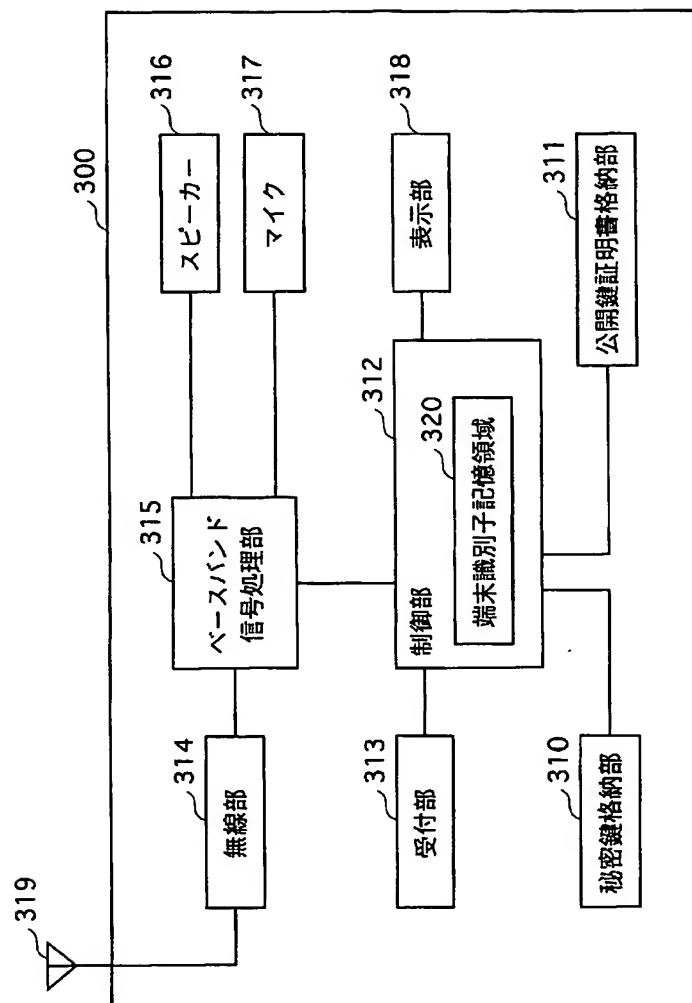 300
319
314
無線部
315
ベースバンド
信号処理部
316
スピーカー
317
マイク
313
受付部
312
制御部
320
端末識別子記憶領域
318
表示部
310
秘密鍵格納部
311
公開鍵証明書格納部